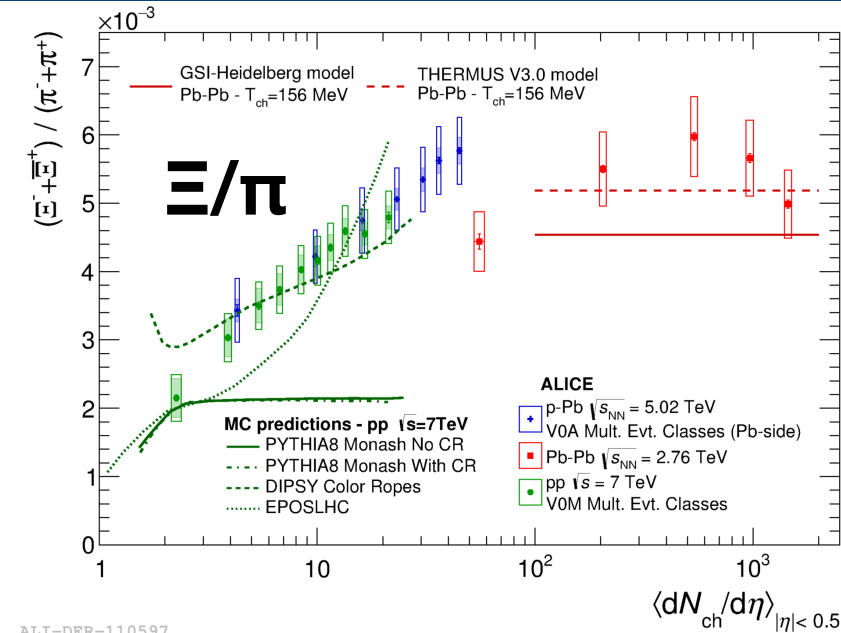 ×10⁻³
(Ξ⁻+Ξ̅⁺) / (π⁻+π⁺)
7
6
5
4
3
2
1
0
GSI-Heidelberg model
Pb-Pb - T_ch=156 MeV
THERMUS V3.0 model
Pb-Pb - T_ch=156 MeV
Ξ/π
MC predictions - pp √s=7TeV
PYTHIA8 Monash No CR
PYTHIA8 Monash With CR
DIPSY Color Ropes
EPOSLHC
ALICE
p-Pb √s_NN = 5.02 TeV
V0A Mult. Evt. Classes (Pb-side)
Pb-Pb √s_NN = 2.76 TeV
pp √s = 7 TeV
V0M Mult. Evt. Classes
1 10 10² 10³
⟨dN_ch/dη⟩_|η|< 0.5
ALI-DER-110597